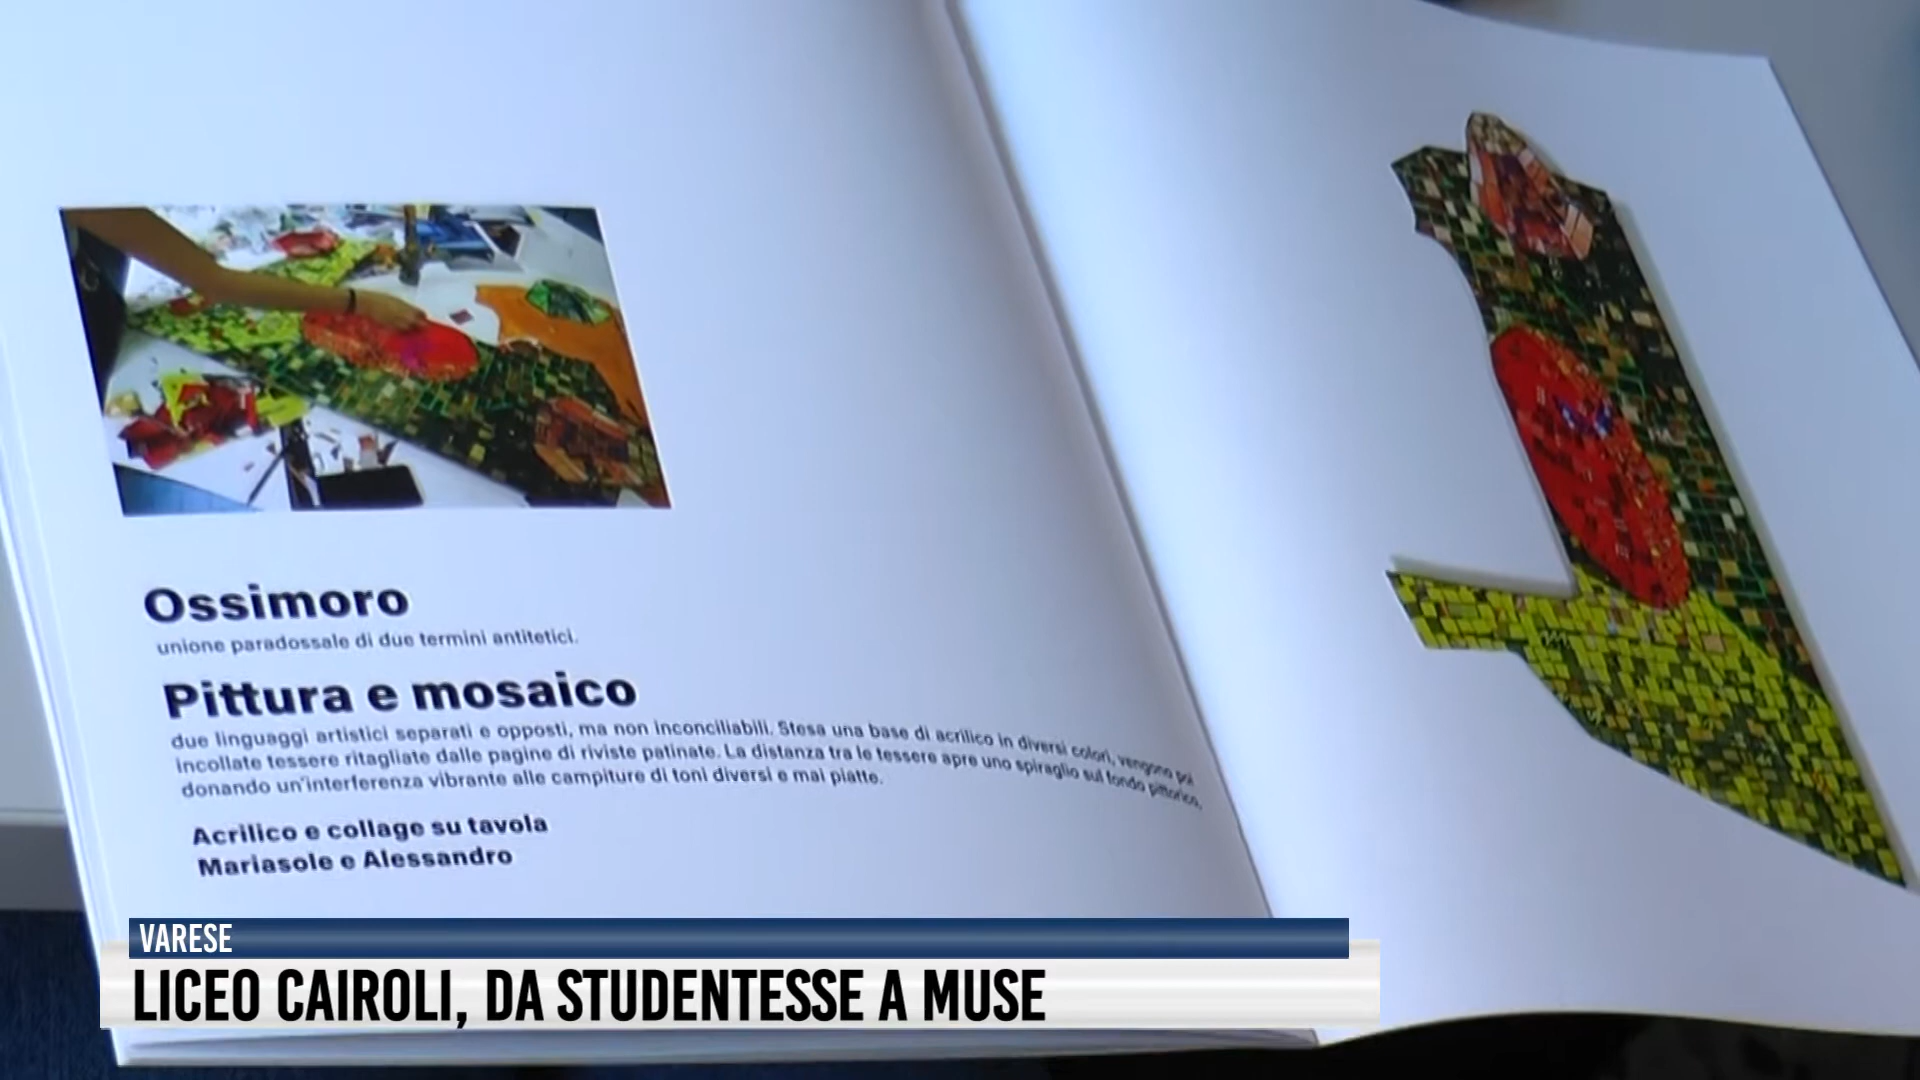 Ossimoro
unione paradossale di due termini antitetici.
Pittura e mosaico
due linguaggi artistici separati e opposti, ma non inconciliabili. Stesa una base di acrilico in diversi colori, vengono poi
incollate tessere ritagliate dalle pagine di riviste patinate. La distanza tra le tessere apre uno spiraglio sul fondo pittorico,
donando un'interferenza vibrante alle campiture di toni diversi e mai piatte.
Acrilico e collage su tavola
Mariasole e Alessandro
VARESE
LICEO CAIROLI, DA STUDENTESSE A MUSE